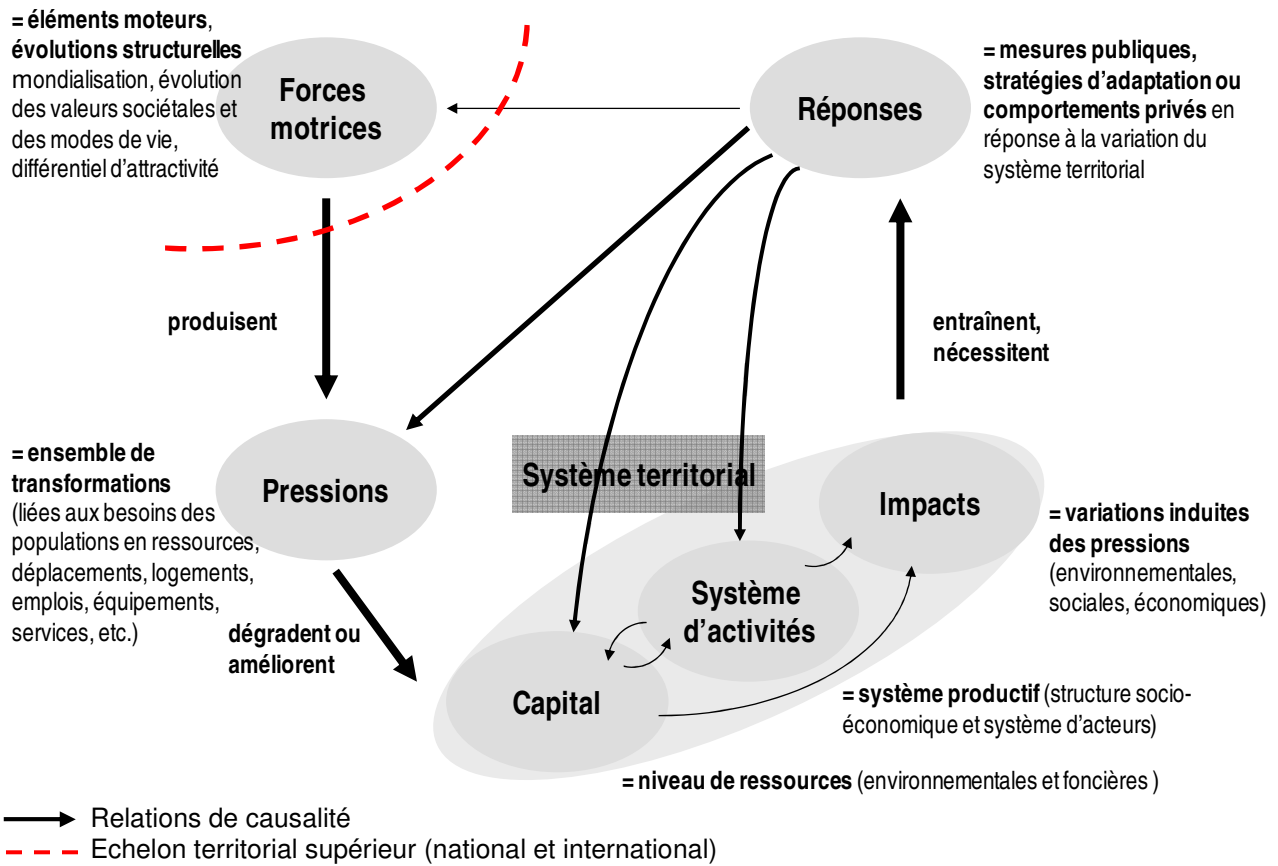 = éléments moteurs,
évolutions structurelles
mondialisation, évolution
des valeurs sociétales et
des modes de vie,
différentiel d'attractivité
Forces
motrices
Réponses
= mesures publiques,
stratégies d'adaptation ou
comportements privés en
réponse à la variation du
système territorial
produisent
entraînent,
nécessitent
= ensemble de
transformations
(liées aux besoins des
populations en ressources,
déplacements, logements,
emplois, équipements,
services, etc.)
Pressions
Système territorial
Impacts
= variations induites
des pressions
(environnementales,
sociales, économiques)
Système
d'activités
dégradent ou
améliorent
Capital
= système productif (structure socio-
économique et système d'acteurs)
= niveau de ressources (environnementales et foncières )
Relations de causalité
Echelon territorial supérieur (national et international)